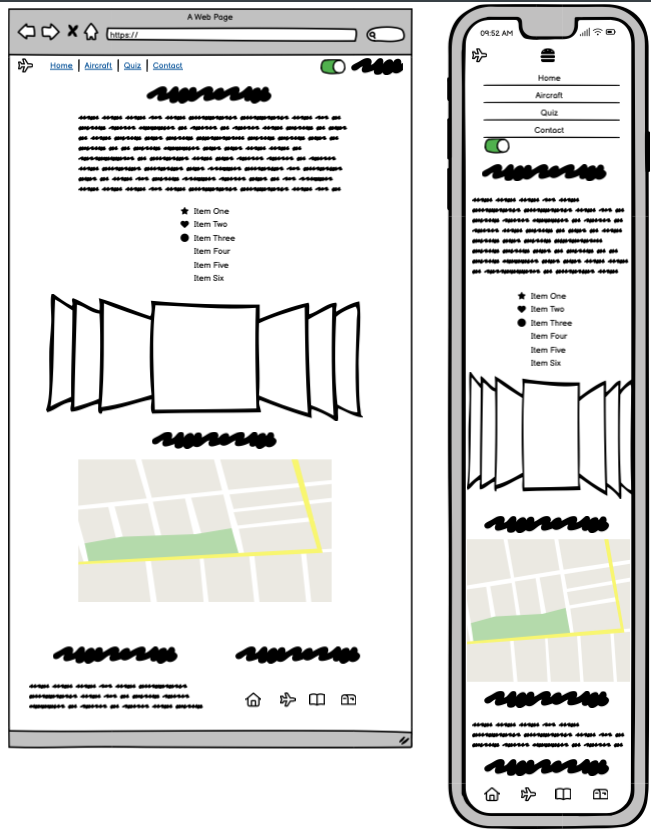 A Web Page
https://
Home | Aircraft | Quiz | Contact
Item One
Item Two
Item Three
Item Four
Item Five
Item Six
09:52 AM
Home
Aircraft
Quiz
Contact
Item One
Item Two
Item Three
Item Four
Item Five
Item Six